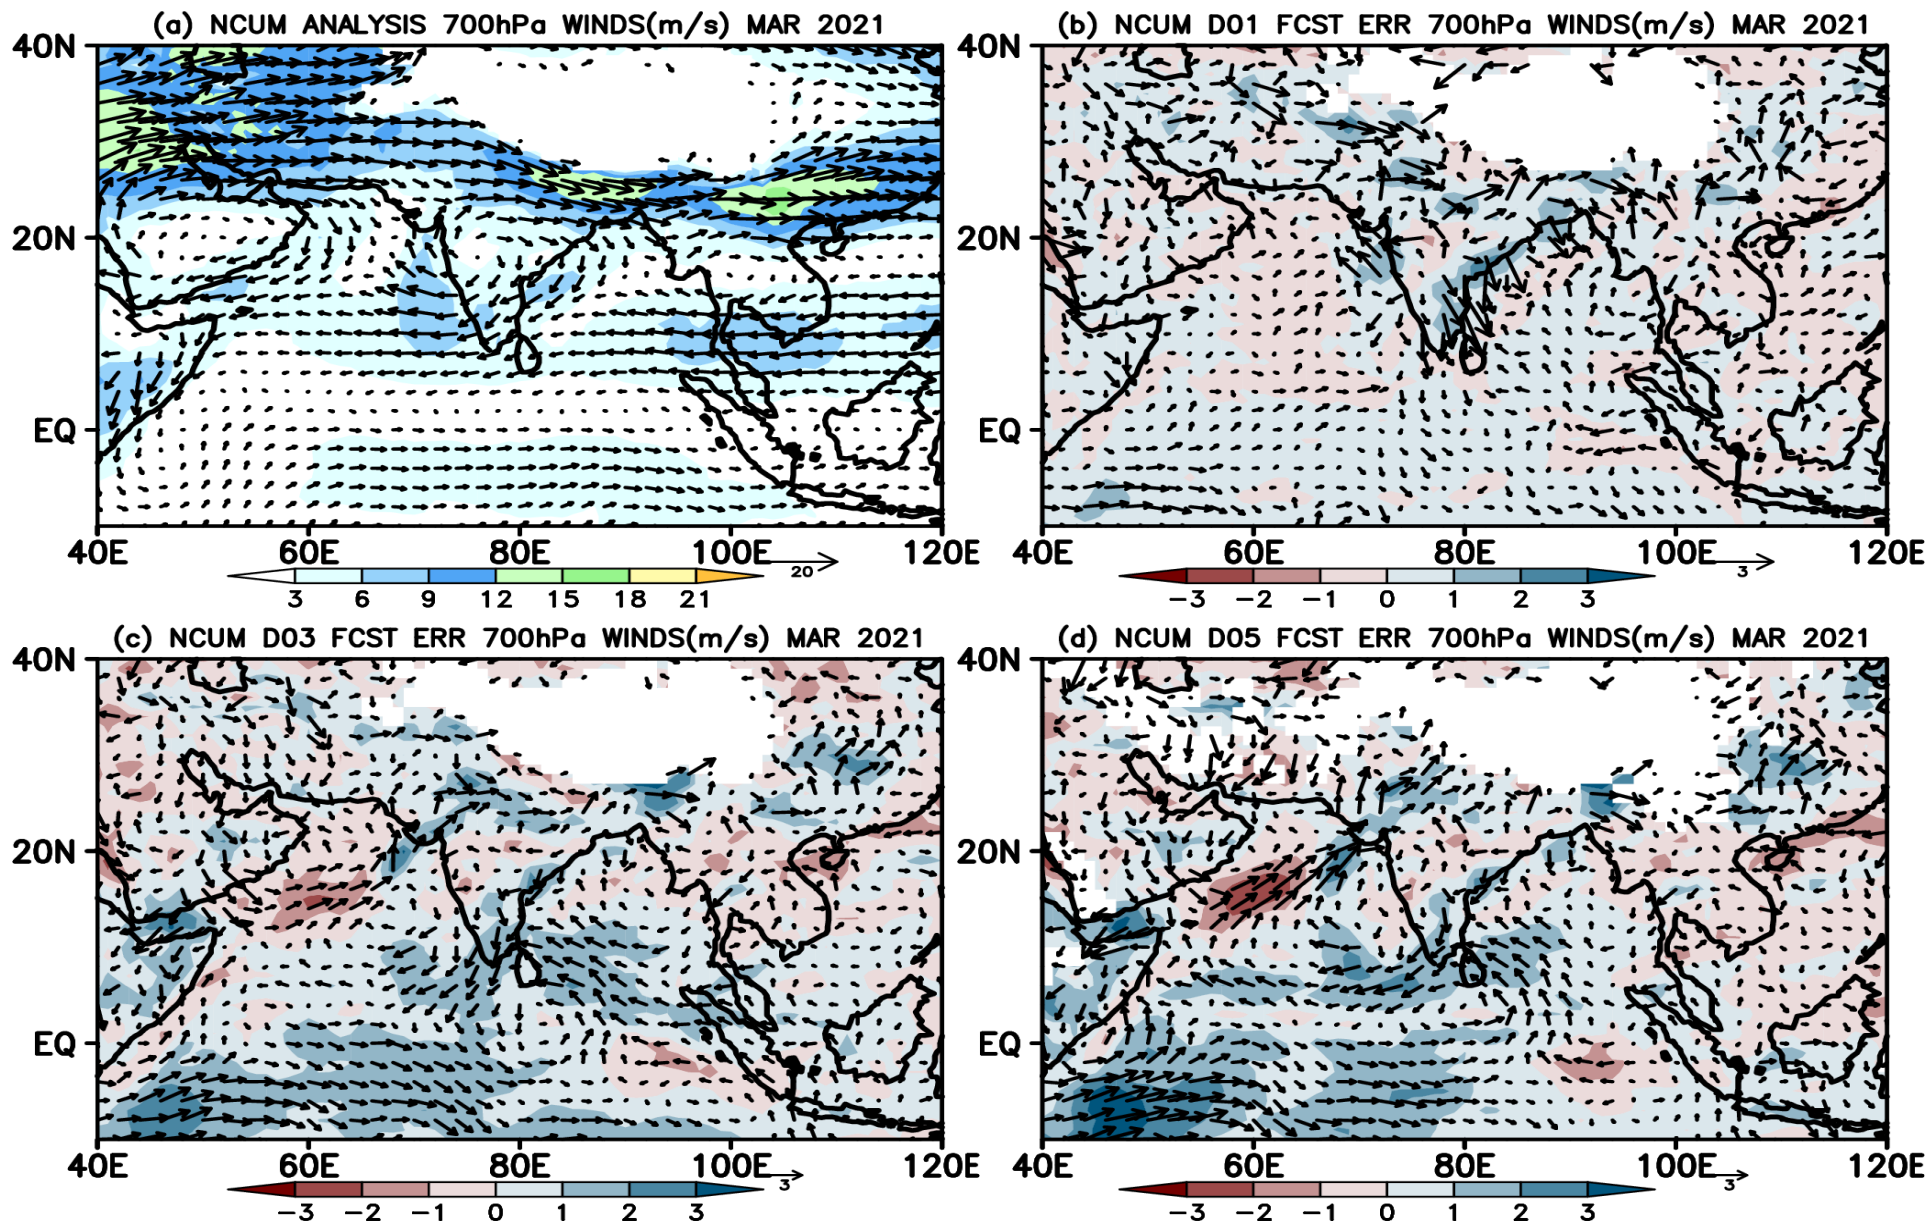 (a) NCUM ANALYSIS 700hPa WINDS(m/s) MAR 2021
40N
20N
EQ
40E 60E 80E 100E 120E
20
3 6 9 12 15 18 21
(b) NCUM D01 FCST ERR 700hPa WINDS(m/s) MAR 2021
40N
20N
EQ
40E 60E 80E 100E 120E
3
−3 −2 −1 0 1 2 3
(c) NCUM D03 FCST ERR 700hPa WINDS(m/s) MAR 2021
40N
20N
EQ
40E 60E 80E 100E 120E
3
−3 −2 −1 0 1 2 3
(d) NCUM D05 FCST ERR 700hPa WINDS(m/s) MAR 2021
40N
20N
EQ
40E 60E 80E 100E 120E
3
−3 −2 −1 0 1 2 3